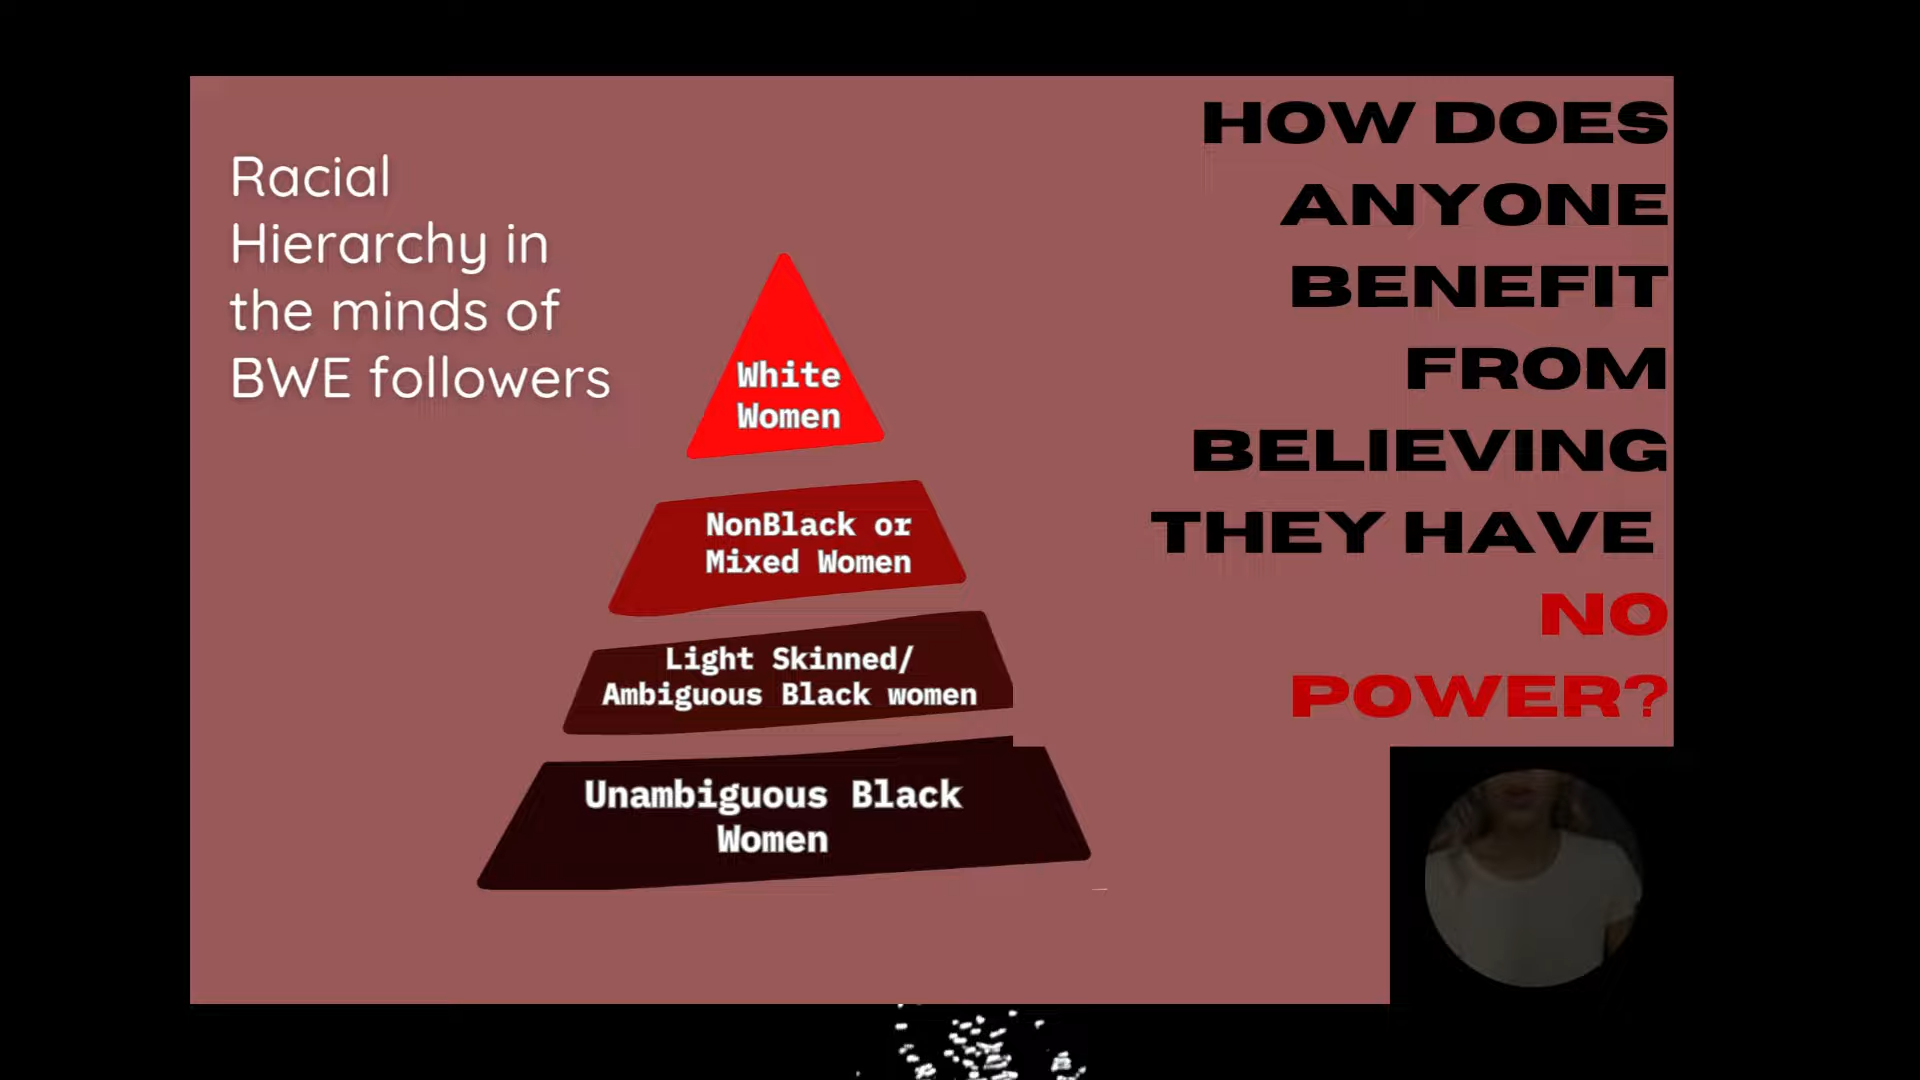 Racial
Hierarchy in
the minds of
BWE followers
White
Women
NonBlack or
Mixed Women
Light Skinned/
Ambiguous Black women
Unambiguous Black
Women
HOW DOES
ANYONE
BENEFIT
FROM
BELIEVING
THEY HAVE
NO
POWER?